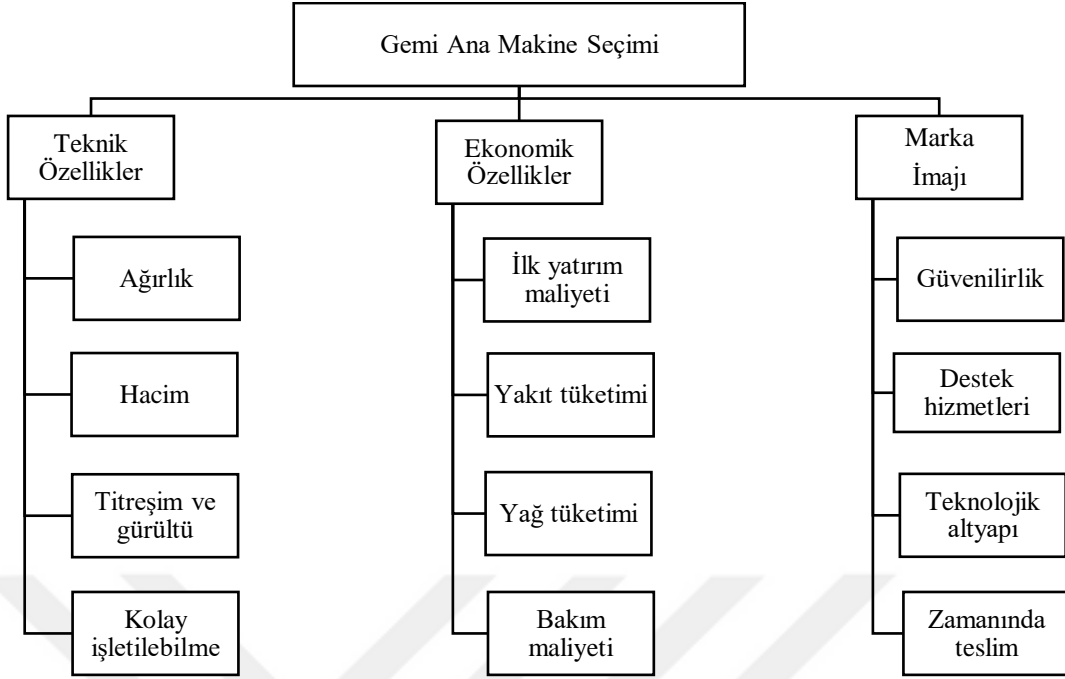 Gemi Ana Makine Seçimi
Teknik
Özellikler
Ağırlık
Hacim
Titreşim ve
gürültü
Kolay
işletilebilme
Ekonomik
Özellikler
İlk yatırım
maliyeti
Yakıt tüketimi
Yağ tüketimi
Bakım
maliyeti
Marka
İmajı
Güvenilirlik
Destek
hizmetleri
Teknolojik
altyapı
Zamanında
teslim